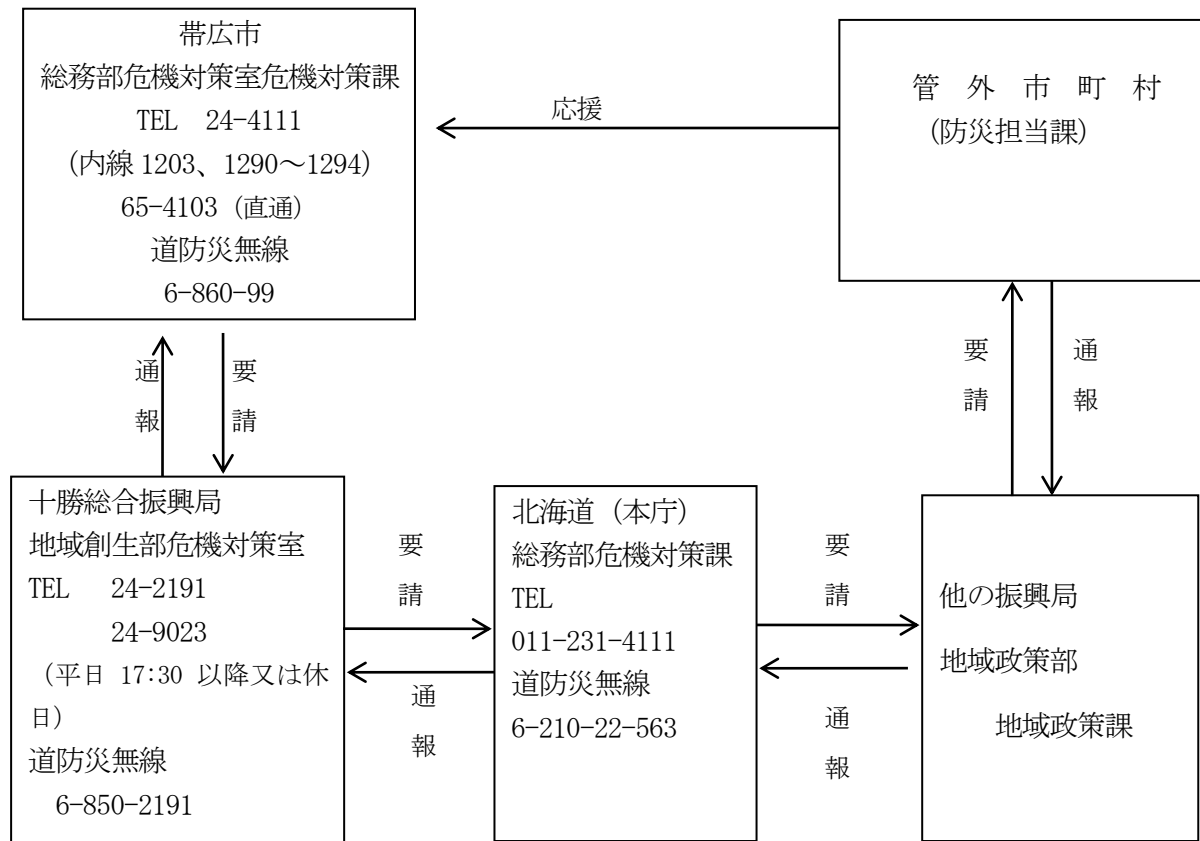 帯広市
総務部危機対策室危機対策課
TEL 24-4111
(内線 1203、1290～1294)
65-4103（直通）
道防災無線
6-860-99
応援
管 外 市 町 村
(防災担当課)
通報
要請
要請
通報
十勝総合振興局
地域創生部危機対策室
TEL 24-2191
24-9023
（平日 17:30 以降又は休
日）
道防災無線
6-850-2191
要請
通報
北海道（本庁）
総務部危機対策課
TEL
011-231-4111
道防災無線
6-210-22-563
要請
通報
他の振興局
地域政策部
地域政策課